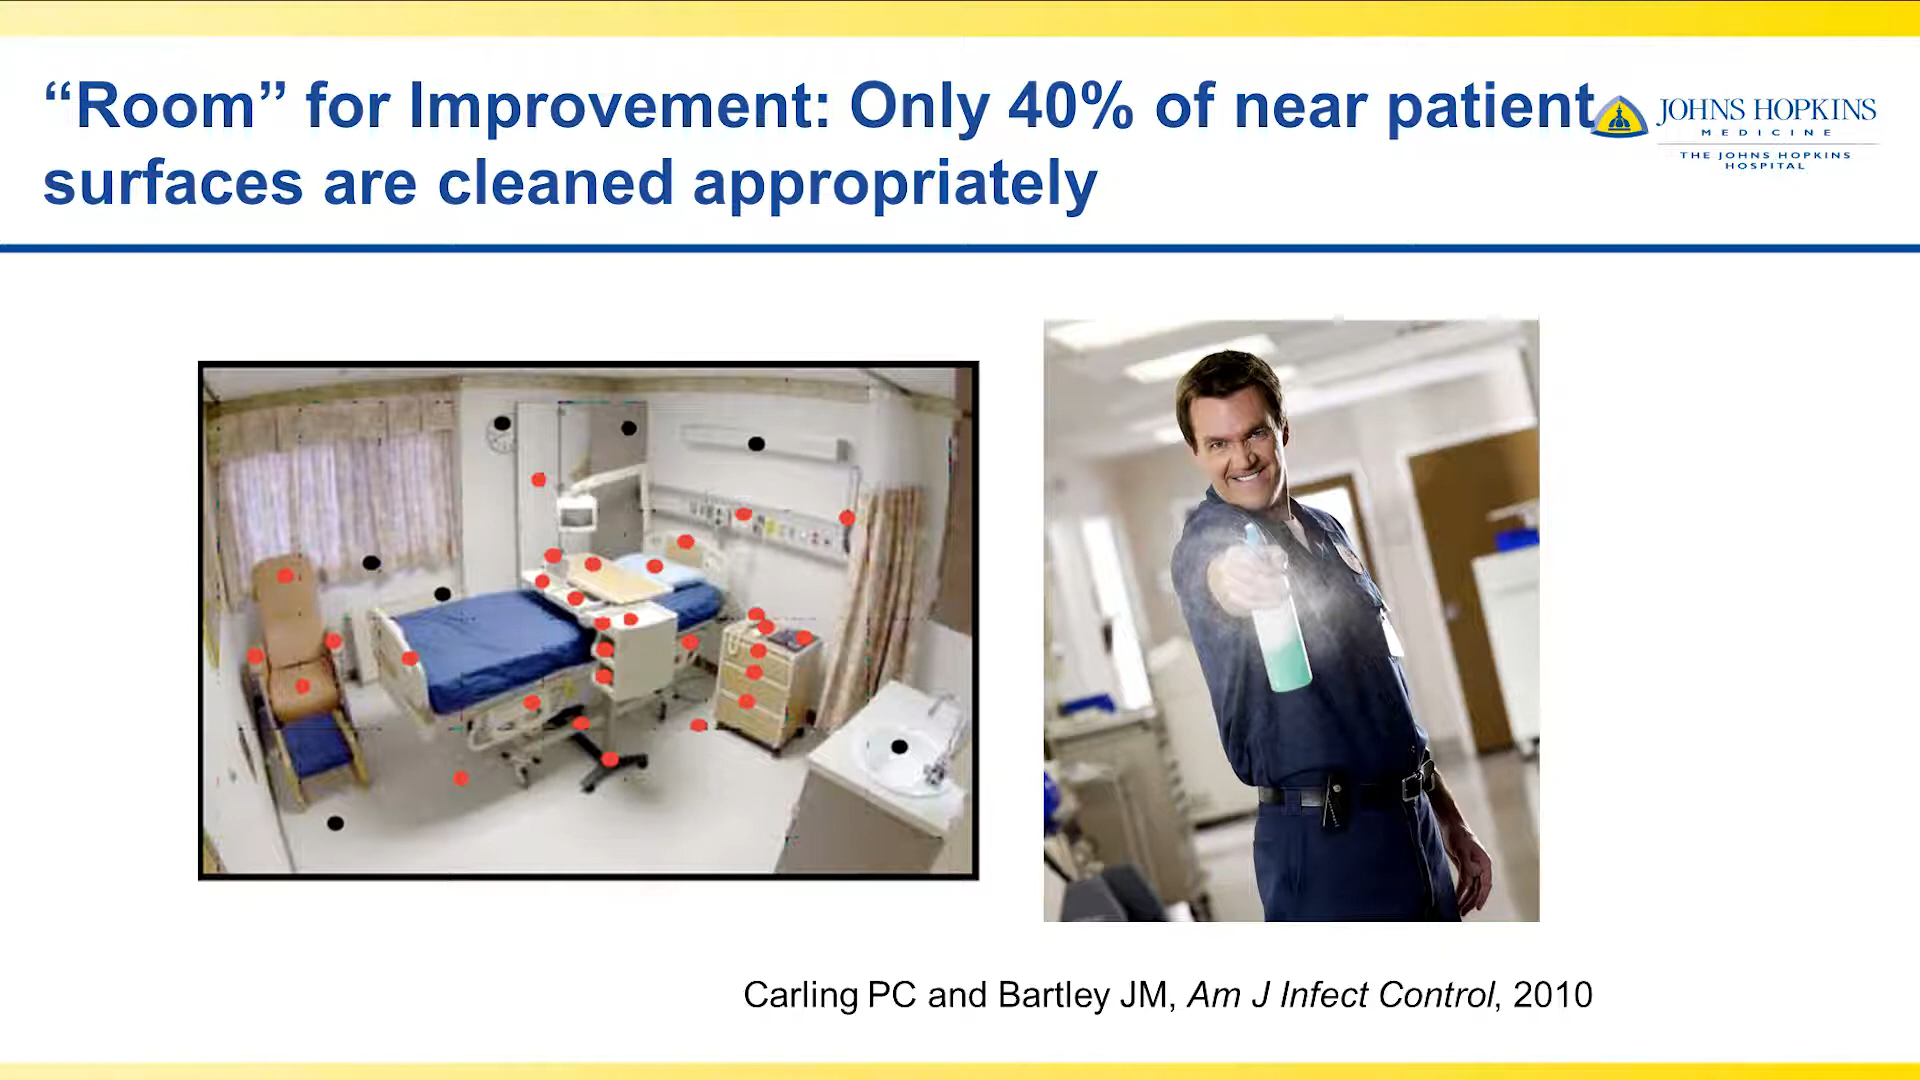 “Room” for Improvement: Only 40% of near patient
surfaces are cleaned appropriately
JOHNS HOPKINS
MEDICINE
THE JOHNS HOPKINS
HOSPITAL
Carling PC and Bartley JM, Am J Infect Control, 2010